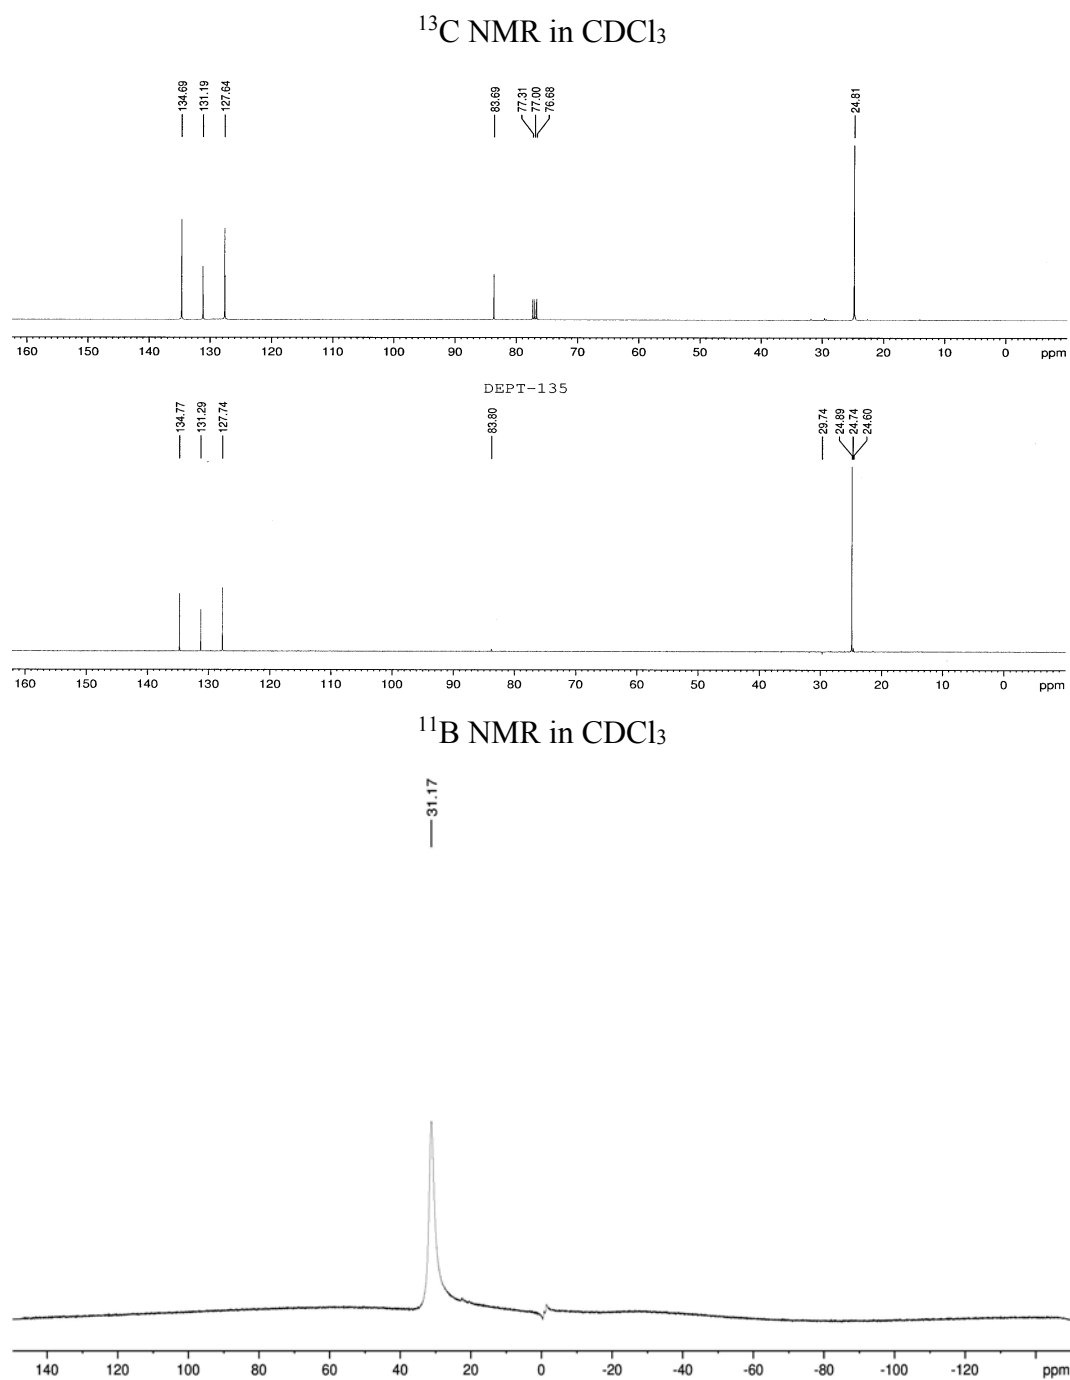 ¹³C NMR in CDCl₃
134.69
131.19
127.64
83.69
77.31
77.00
76.68
24.81
160 150 140 130 120 110 100 90 80 70 60 50 40 30 20 10 0 ppm
DEPT-135
134.77
131.29
127.74
83.80
29.74
24.89
24.74
24.60
160 150 140 130 120 110 100 90 80 70 60 50 40 30 20 10 0 ppm
¹¹B NMR in CDCl₃
31.17
140 120 100 80 60 40 20 0 -20 -40 -60 -80 -100 -120 ppm